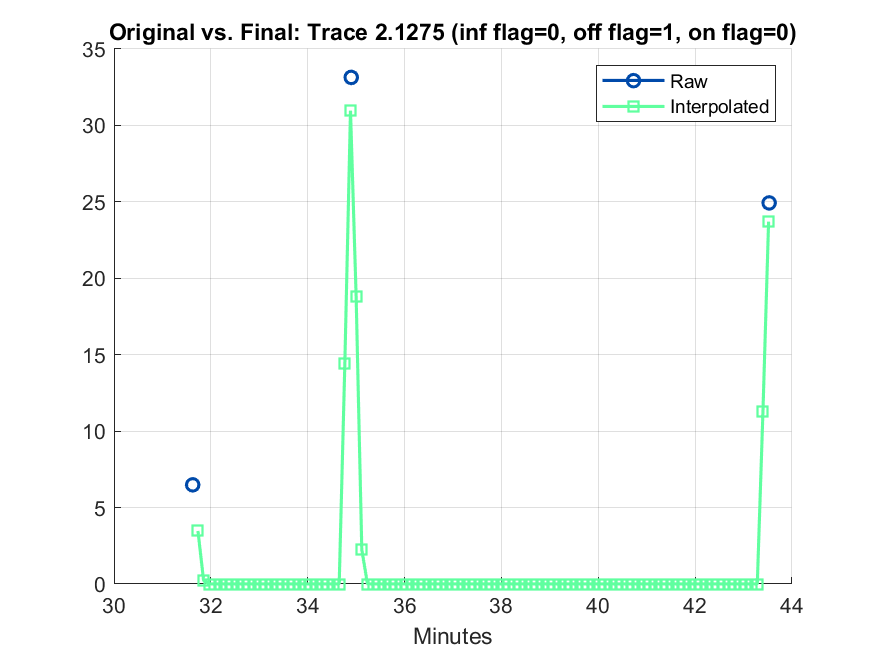 Original vs. Final: Trace 2.1275 (inf flag=0, off flag=1, on flag=0)
35
30
25
20
15
10
5
0
Raw
Interpolated
30 32 34 36 38 40 42 44
Minutes